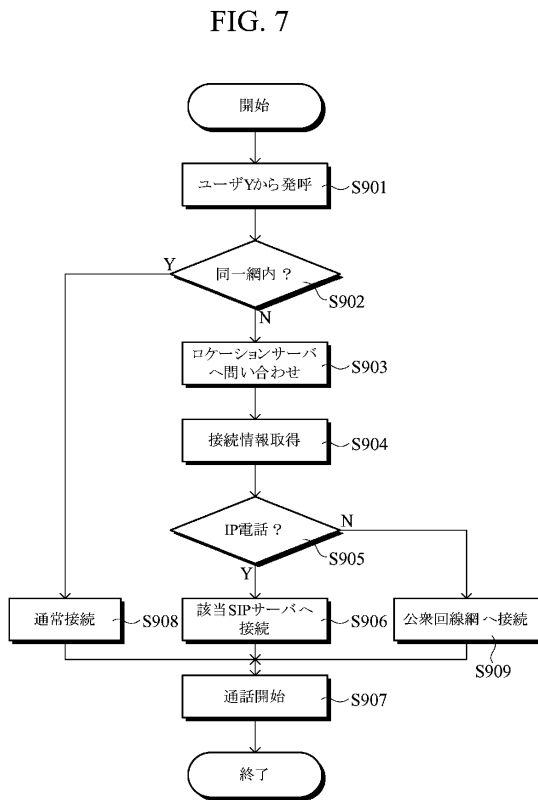 FIG. 7
開始
ユーザYから発呼
S901
Y
同一網内？
S902
N
ロケーションサーバ
へ問い合わせ
S903
接続情報取得
S904
IP電話？
N
S905
Y
通常接続
S908
該当SIPサーバへ
接続
S906
公衆回線網へ接続
S909
通話開始
S907
終了